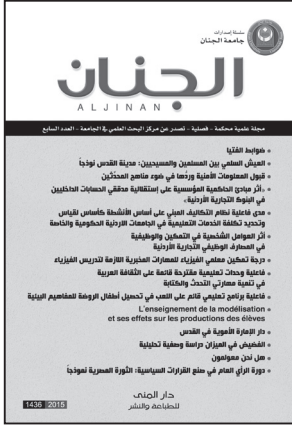 سلسلة إصدارات
جامعة الجنان
الجنان
ALJINAN
مجلة علمية محكمة - فصلية - تصدر عن مركز البحث العلمي في الجامعة - العدد السابع
ضوابط الفتيا
العيش السلمي بين المسلمين والمسيحيين: مدينة القدس نموذجاً
قبول المعلومات الأمنية وردّها في ضوء مناهج المحدّثين
«أثر مبادئ الحاكمية المؤسسية على إستقلالية مدققي الحسابات الداخليين
في البنوك التجارية الأردنية»
مدى فاعلية نظام التكاليف المبني على أساس الأنشطة كأساس لقياس
وتحديد تكلفة الخدمات التعليمية في الجامعات الاردنية الحكومية والخاصة
أثر العوامل الشخصية في التمكين والوظيفية
في المصارف الوظيفي التجارية الأردنية
درجة تمكين معلمي الفيزياء للمهارات المخبرية اللازمة لتدريس الفيزياء
فاعلية وحدات تعليمية مقترحة قائمة على الثقافة العربية
في تنمية مهارتي التحدث والكتابة
فاعلية برنامج تعليمي قائم على اللعب في تحصيل أطفال الروضة للمفاهيم البيئية
L'enseignement de la modélisation
et ses effets sur les productions des élèves
دار الإمارة الأموية في القدس
الفضيض في الميزان دراسة وصفية تحليلية
هل نحن معولمون
دورة الرأي العام في صنع القرارات السياسية: الثورة المصرية نموذجاً
دار المنى
للطباعة والنشر
1436 2015